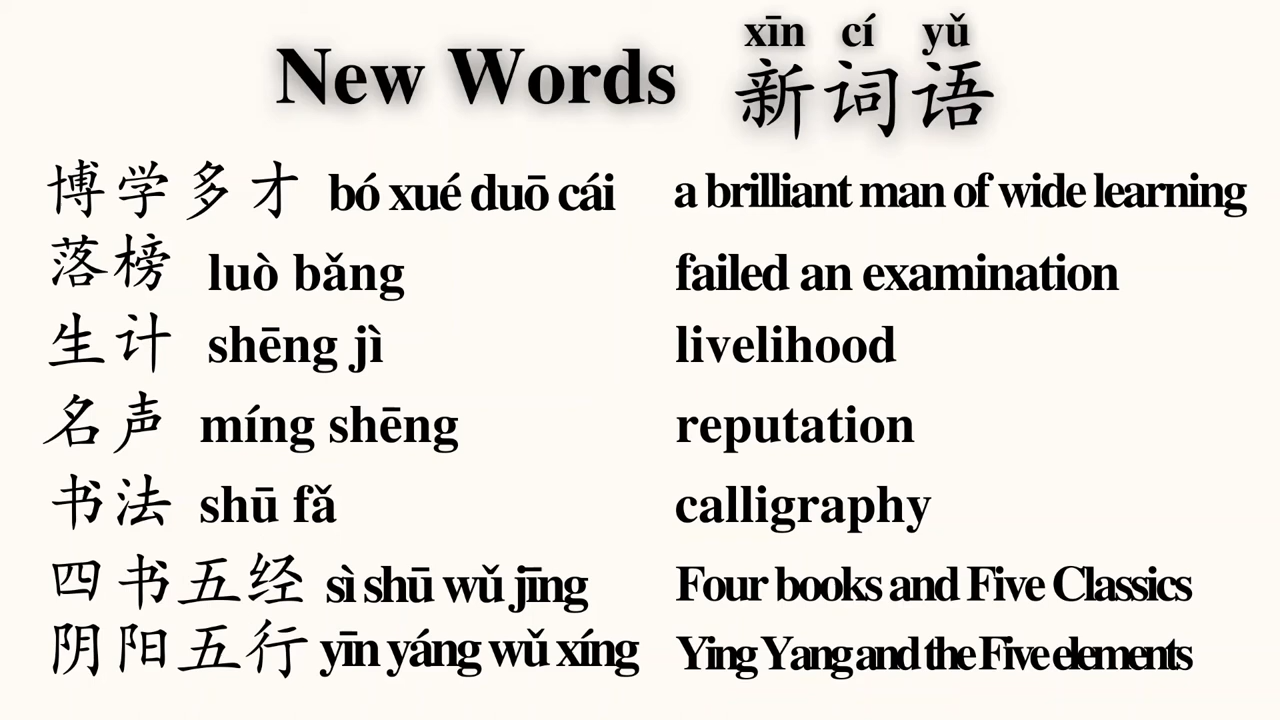 xīn cí yǔ
New Words 新词语
博学多才 bó xué duō cái a brilliant man of wide learning
落榜 luò bǎng failed an examination
生计 shēng jì livelihood
名声 míng shēng reputation
书法 shū fǎ calligraphy
四书五经 sì shū wǔ jīng Four books and Five Classics
阴阳五行 yīn yáng wǔ xíng Ying Yang and the Five elements